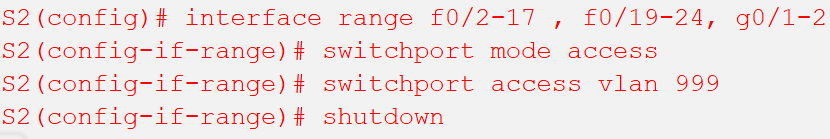 S2(config)# interface range f0/2-17 , f0/19-24, g0/1-2
S2(config-if-range)# switchport mode access
S2(config-if-range)# switchport access vlan 999
S2(config-if-range)# shutdown